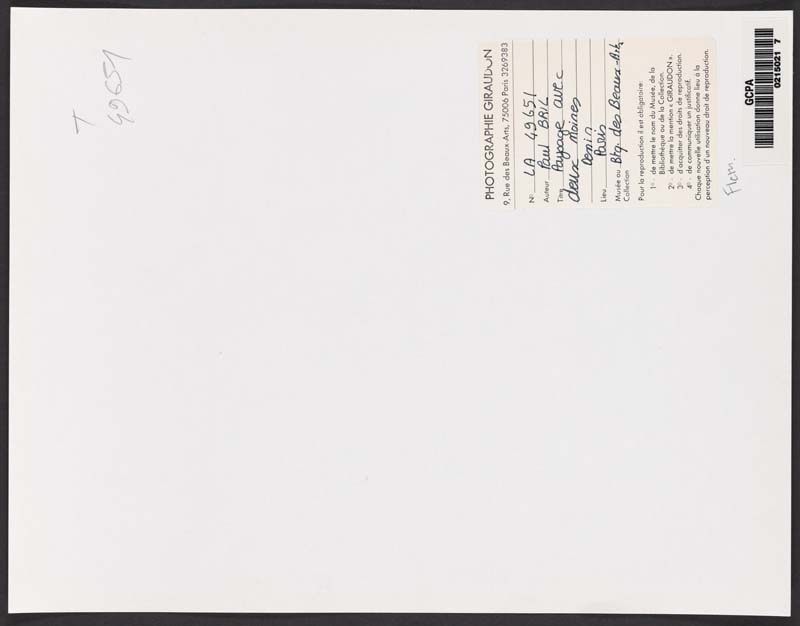 T
49651
PHOTOGRAPHIE GIRAUDON
9, Rue des Beaux-Arts, 75006 Paris 3269383
N° LA 49651
Auteur Paul BRIL
Titre Paysage avec
deux moines
Dessin
Lieu Paris
Musée ou Bq. des Beaux-Arts
Collection
Pour la reproduction il est obligatoire:
1° - de mettre le nom du Musée, de la
Bibliothèque ou de la Collection.
2° - de mettre la mention « GIRAUDON ».
3° - d'acquitter des droits de reproduction.
4° - de communiquer un justificatif.
Chaque nouvelle utilisation donne lieu à la
perception d'un nouveau droit de reproduction.
Flem.
GCPA
0215021 7